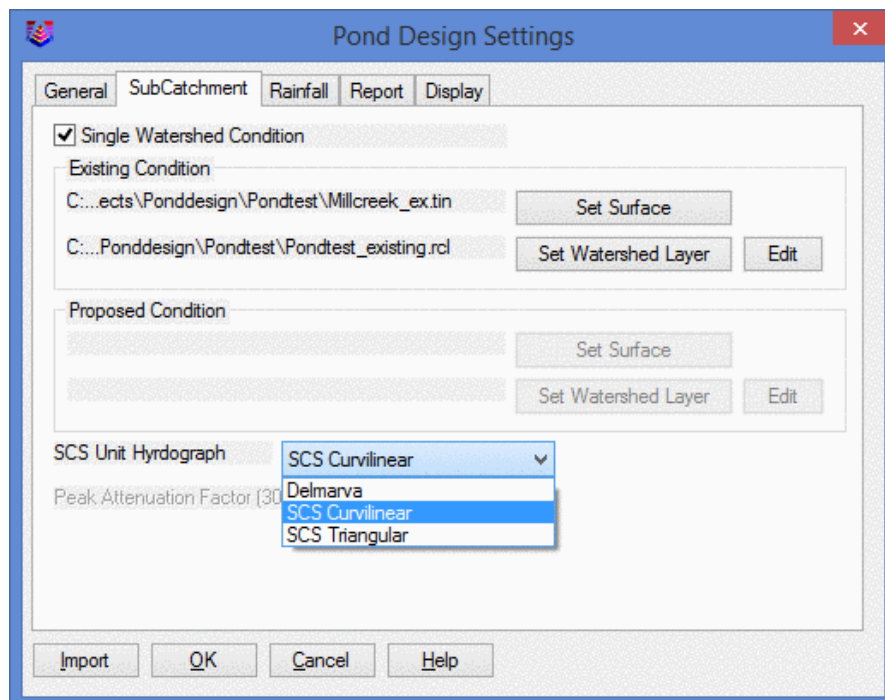 Pond Design Settings
General SubCatchment Rainfall Report Display
Single Watershed Condition
Existing Condition
C:...ects\Ponddesign\Pondtest\Millcreek_ex.tin Set Surface
C:...Ponddesign\Pondtest\Pondtest_existing.rcl Set Watershed Layer Edit
Proposed Condition
Set Surface
Set Watershed Layer Edit
SCS Unit Hyrdograph SCS Curvilinear
Peak Attenuation Factor (30 Delmarva
SCS Curvilinear
SCS Triangular
Import OK Cancel Help